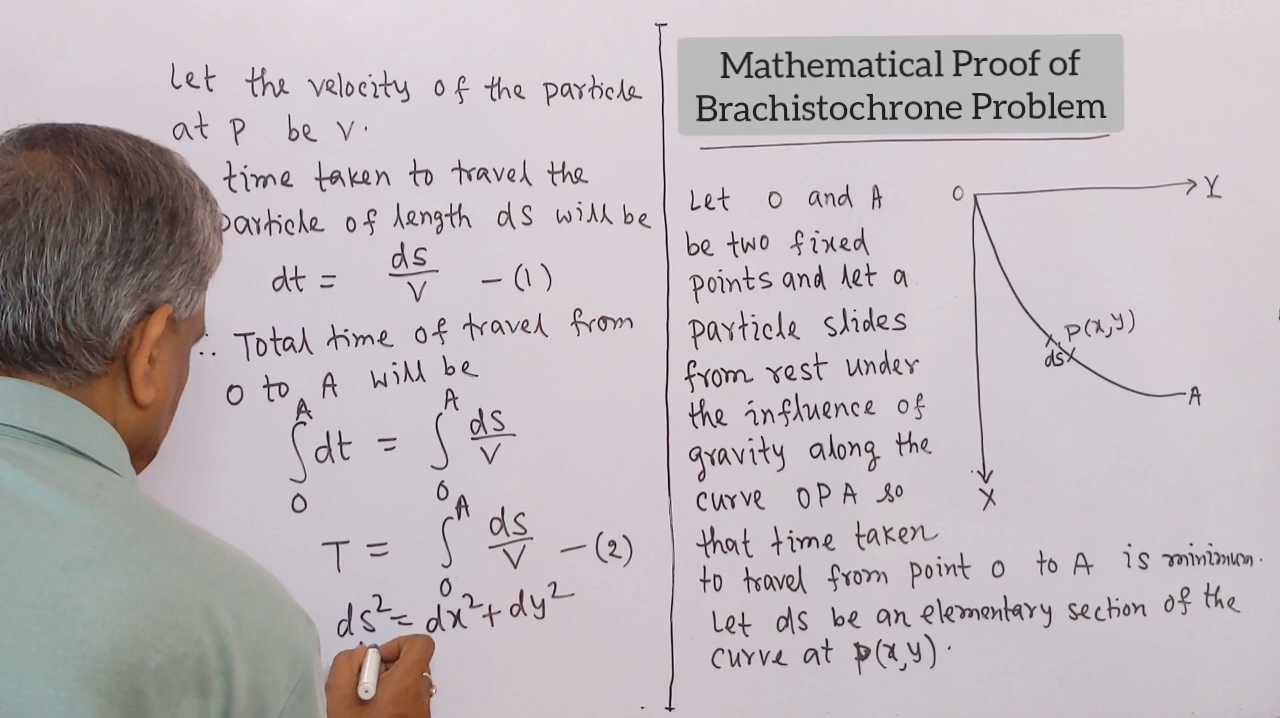 Mathematical Proof of
Brachistochrone Problem
Let O and A
be two fixed
points and let a
particle slides
from rest under
the influence of
gravity along the
curve OPA so
that time taken
to travel from point O to A is minimum.
Let ds be an elementary section of the
curve at P(x,y).
O
Y
P(x,y)
ds
A
X
Let the velocity of the particle
at P be V.
time taken to travel the
particle of length ds will be
dt = ds/V - (1)
∴ Total time of travel from
O to A will be
∫₀ᴬ dt = ∫₀ᴬ ds/V
T = ∫₀ᴬ ds/V - (2)
ds² = dx² + dy²